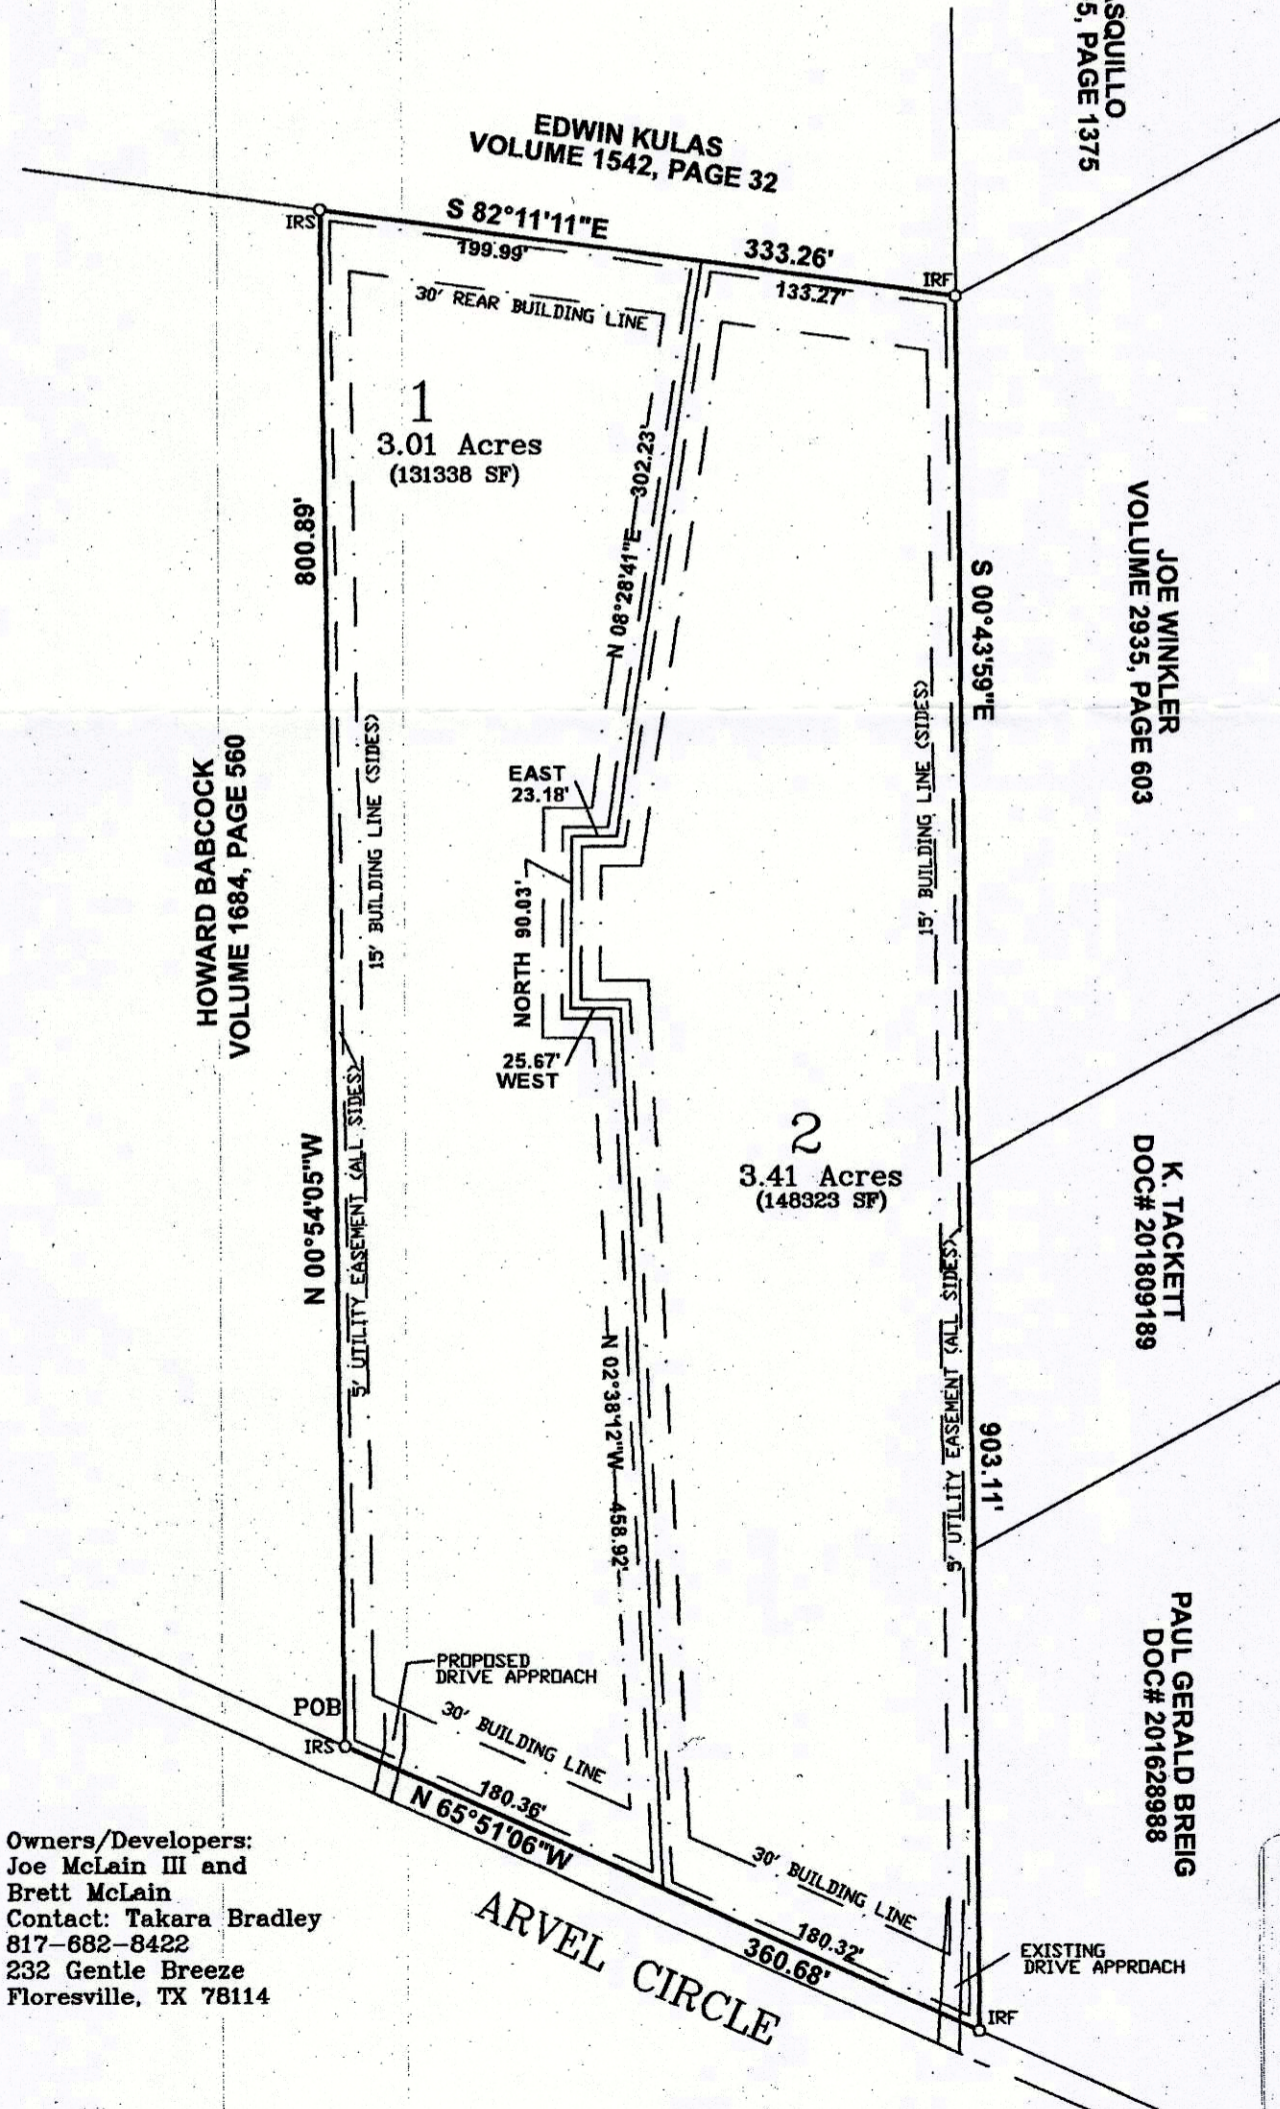 SQUILLO
5, PAGE 1375
EDWIN KULAS
VOLUME 1542, PAGE 32
S 82°11'11"E
199.99'
333.26'
133.27'
IRS
IRF
30' REAR BUILDING LINE
1
3.01 Acres
(131338 SF)
800.89'
N 08°28'41"E
302.23'
S 00°43'59"E
JOE WINKLER
VOLUME 2935, PAGE 603
HOWARD BABCOCK
VOLUME 1684, PAGE 560
15' BUILDING LINE (SIDES)
15' BUILDING LINE (SIDES)
EAST
23.18'
NORTH 90.03'
25.67'
WEST
2
3.41 Acres
(148323 SF)
N 00°54'05"W
5' UTILITY EASEMENT (ALL SIDES)
5' UTILITY EASEMENT (ALL SIDES)
K. TACKETT
DOC# 201809189
N 02°38'12"W
458.92'
903.11'
PAUL GERALD BREIG
DOC# 201628988
PROPOSED
DRIVE APPROACH
POB
IRS
30' BUILDING LINE
180.36'
N 65°51'06"W
30' BUILDING LINE
180.32'
360.68'
ARVEL CIRCLE
EXISTING
DRIVE APPROACH
IRF
Owners/Developers:
Joe McLain III and
Brett McLain
Contact: Takara Bradley
817-682-8422
232 Gentle Breeze
Floresville, TX 78114